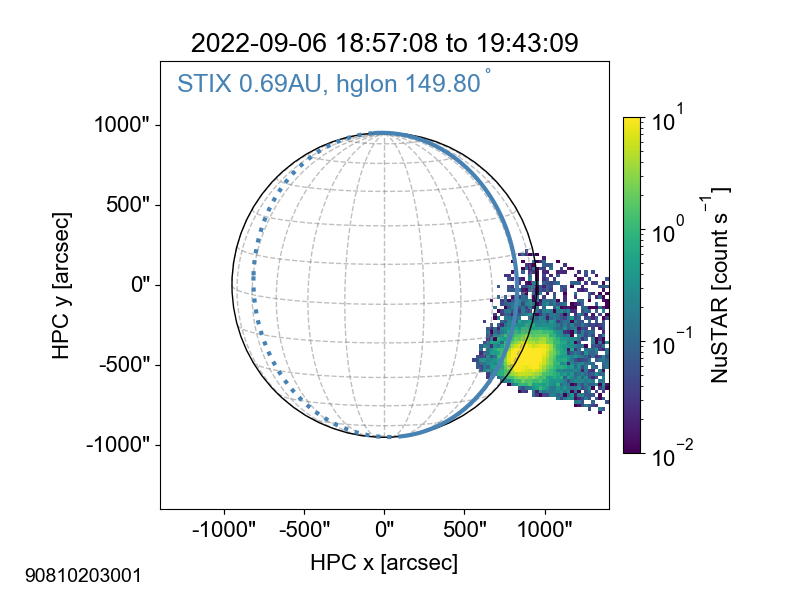 2022-09-06 18:57:08 to 19:43:09
STIX 0.69AU, hglon 149.80°
HPC y [arcsec]
1000"
500"
0"
-500"
-1000"
-1000" -500" 0" 500" 1000"
HPC x [arcsec]
10¹
10⁰
10⁻¹
10⁻²
NuSTAR [count s⁻¹]
90810203001